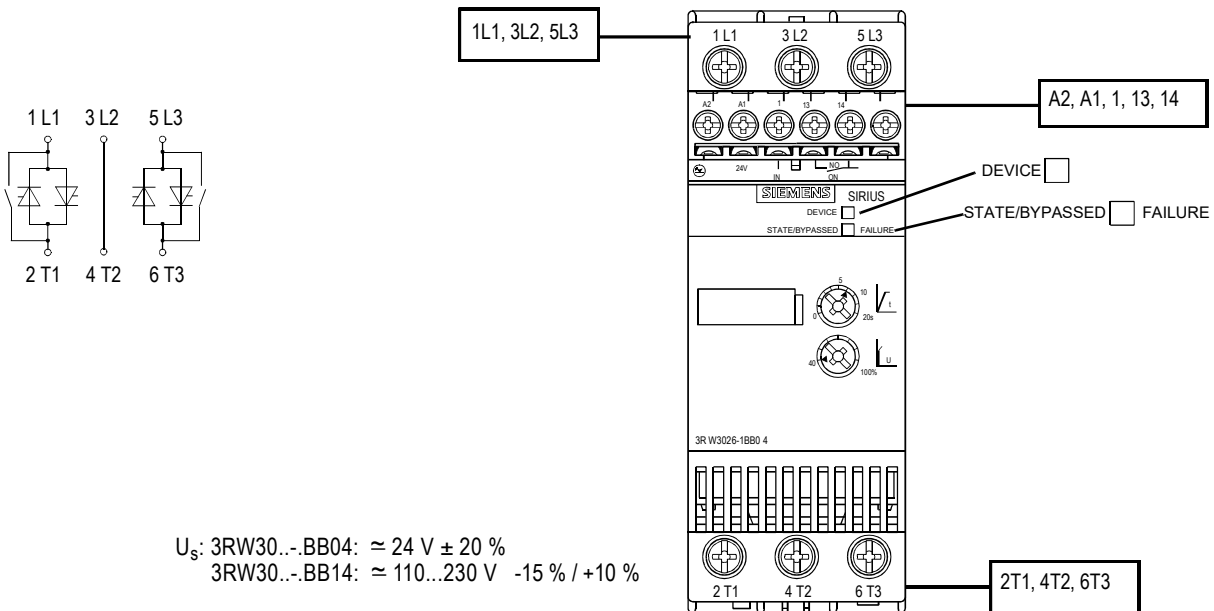 1L1, 3L2, 5L3
1 L1 3 L2 5 L3
A2 A1 1 13 14
A2, A1, 1, 13, 14
24V IN NO ON
SIEMENS SIRIUS
DEVICE
STATE/BYPASSED FAILURE
DEVICE
STATE/BYPASSED FAILURE
1 L1 3 L2 5 L3
2 T1 4 T2 6 T3
0 5 10 20s t
40 100% U
3R W3026-1BB0 4
Us: 3RW30..-.BB04: ≃ 24 V ± 20 %
3RW30..-.BB14: ≃ 110...230 V -15 % / +10 %
2 T1 4 T2 6 T3
2T1, 4T2, 6T3